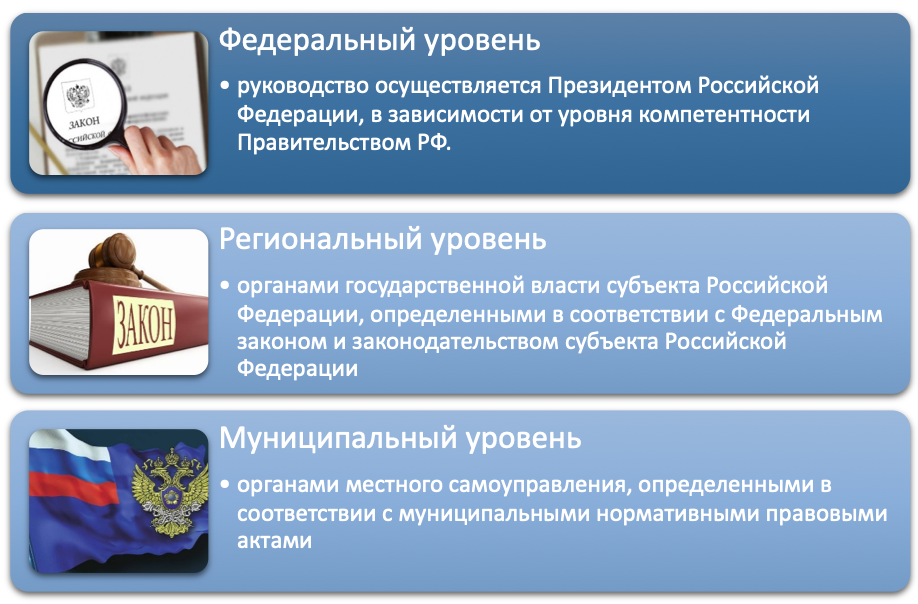 Федеральный уровень
• руководство осуществляется Президентом Российской
Федерации, в зависимости от уровня компетентности
Правительством РФ.
ЗАКОН
Региональный уровень
• органами государственной власти субъекта Российской
Федерации, определенными в соответствии с Федеральным
законом и законодательством субъекта Российской
Федерации
ЗАКОН
Муниципальный уровень
• органами местного самоуправления, определенными в
соответствии с муниципальными нормативными правовыми
актами